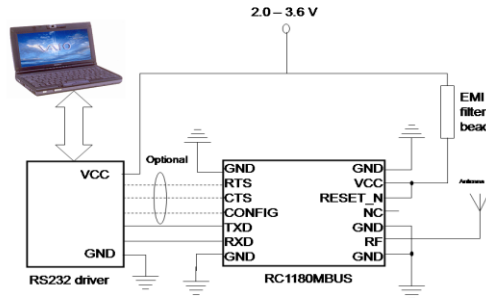 2.0 – 3.6 V
VAIO
EMI
filter
bead
Optional
VCC
GND
RS232 driver
GND
RTS
CTS
CONFIG
TXD
RXD
GND
GND
VCC
RESET_N
NC
GND
RF
GND
RC1180MBUS
Antenna